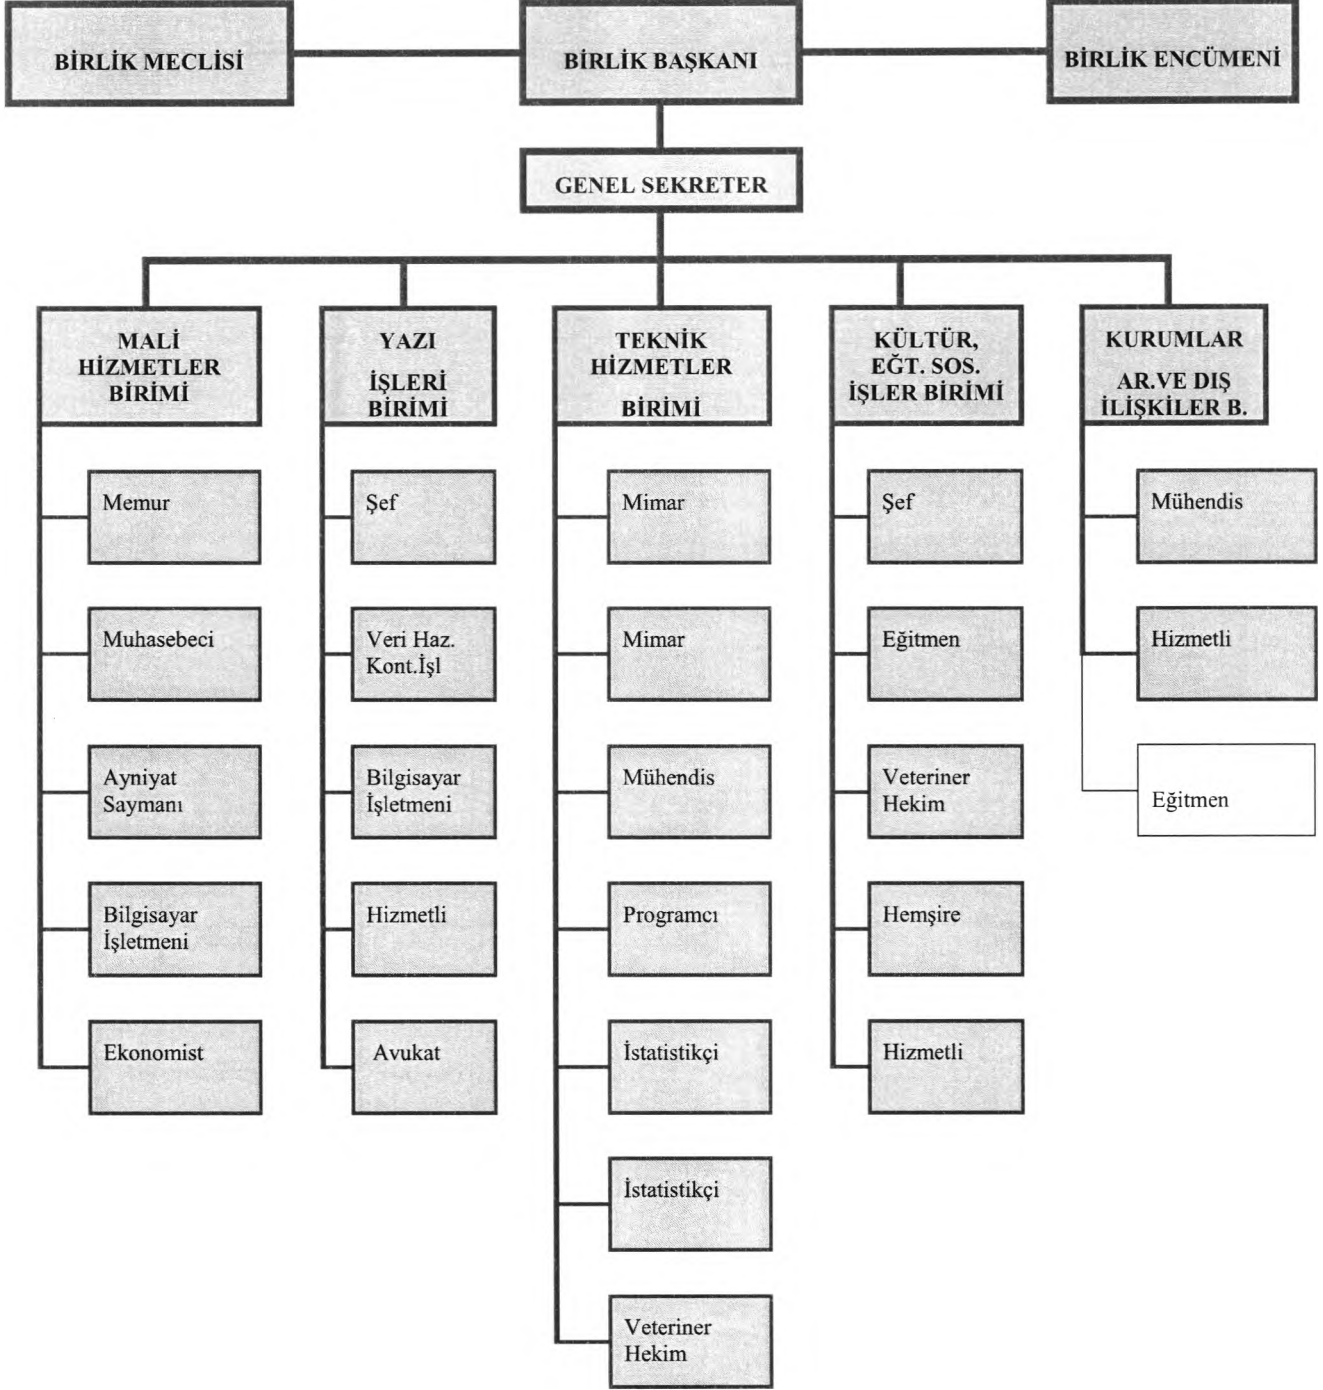 BİRLİK MECLİSİ
BİRLİK BAŞKANI
BİRLİK ENCÜMENİ
GENEL SEKRETER
MALİ
HİZMETLER
BİRİMİ
YAZI
İŞLERİ
BİRİMİ
TEKNİK
HİZMETLER
BİRİMİ
KÜLTÜR,
EĞT. SOS.
İŞLER BİRİMİ
KURUMLAR
AR.VE DIŞ
İLİŞKİLER B.
Memur
Muhasebeci
Ayniyat
Saymanı
Bilgisayar
İşletmeni
Ekonomist
Şef
Veri Haz.
Kont.İşl
Bilgisayar
İşletmeni
Hizmetli
Avukat
Mimar
Mimar
Mühendis
Programcı
İstatistikçi
İstatistikçi
Veteriner
Hekim
Şef
Eğitmen
Veteriner
Hekim
Hemşire
Hizmetli
Mühendis
Hizmetli
Eğitmen